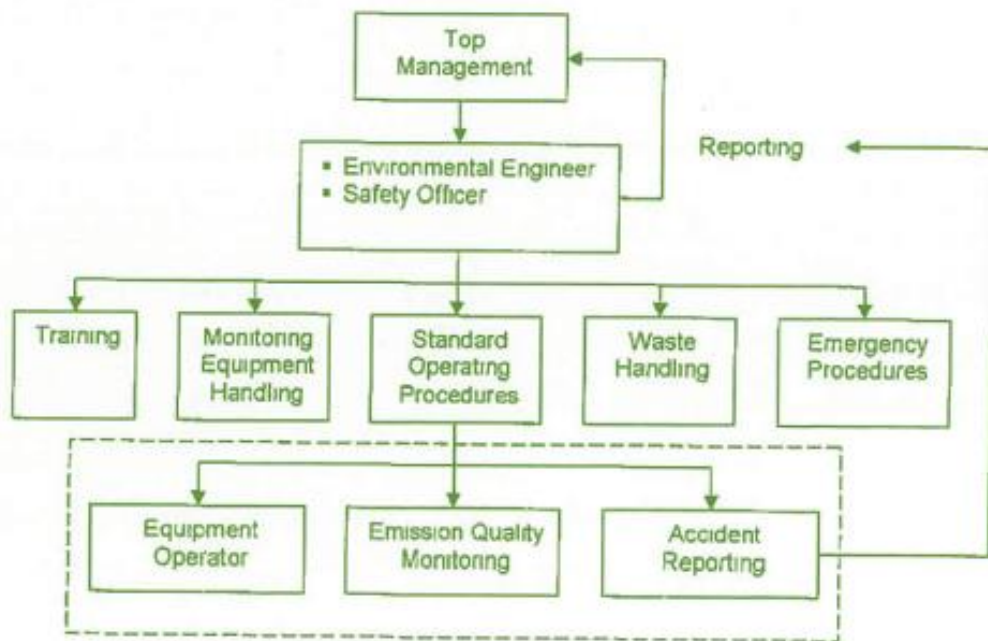 Top
Management
▪ Environmental Engineer
▪ Safety Officer
Reporting
Training
Monitoring
Equipment
Handling
Standard
Operating
Procedures
Waste
Handling
Emergency
Procedures
Equipment
Operator
Emission Quality
Monitoring
Accident
Reporting